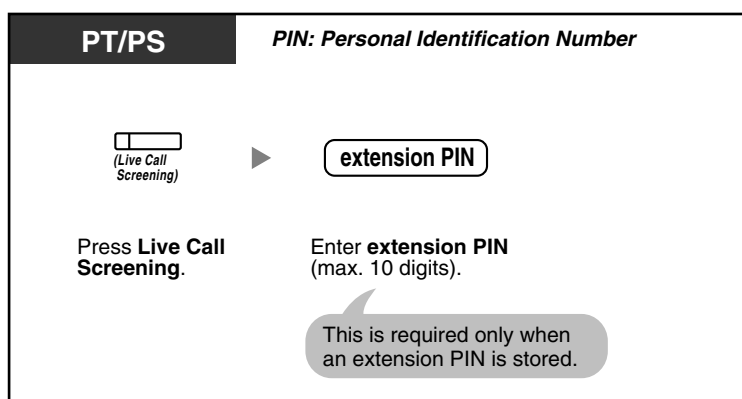 PT/PS
PIN: Personal Identification Number
(Live Call
Screening)
extension PIN
Press Live Call
Screening.
Enter extension PIN
(max. 10 digits).
This is required only when
an extension PIN is stored.